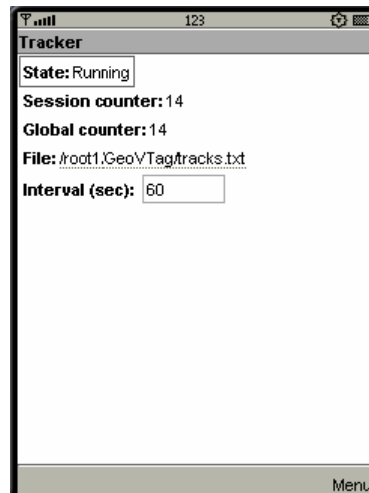 123
Tracker
State: Running
Session counter: 14
Global counter: 14
File: /root1/GeoVTag/tracks.txt
Interval (sec): 60
Menu